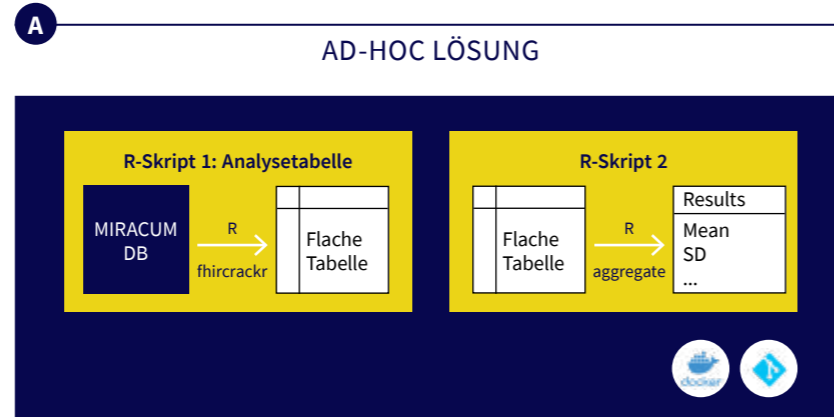 A
AD-HOC LÖSUNG
R-Skript 1: Analysetabelle
MIRACUM
DB
R
fhircrackr
Flache
Tabelle
R-Skript 2
Flache
Tabelle
R
aggregate
Results
Mean
SD
...
docker